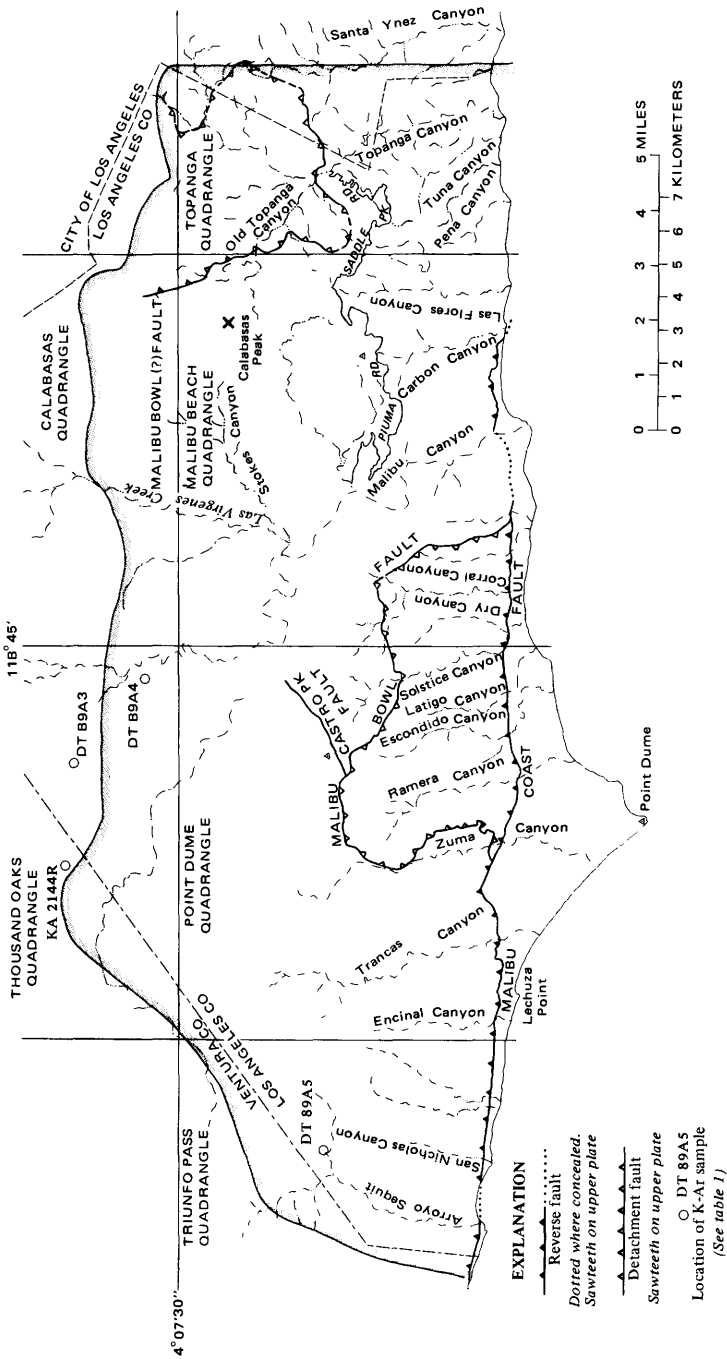 THOUSAND OAKS
QUADRANGLE
KA 2144R
DT B9A3
DT B9A4
11B° 45'
CALABASAS
QUADRANGLE
CITY OF LOS ANGELES
LOS ANGELES CO
Santa Ynez Canyon
TRIUNFO PASS
QUADRANGLE
VENTURA CO
LOS ANGELES CO
POINT DUME
QUADRANGLE
Las Virgenes Creek
MALIBU BOWL (?) FAULT
MALIBU BEACH
QUADRANGLE
Stokes Canyon
X
Calabasas
Peak
TOPANGA
QUADRANGLE
Old Topanga
Canyon
4°07'30''
DT 89A5
Arroyo Sequit
San Nicholas Canyon
Encinal Canyon
Trancas Canyon
Zuma Canyon
Ramera Canyon
Escondido Canyon
Latigo Canyon
Solstice Canyon
Dry Canyon
Corral Canyon
CASTRO PK
FAULT
MALIBU BOWL FAULT
Malibu Canyon
PIUMA RD
Carbon Canyon
Las Flores Canyon
SADDLE PK RD
Pena Canyon
Tuna Canyon
Topanga Canyon
MALIBU COAST FAULT
Lechuza
Point
Point Dume
EXPLANATION
Reverse fault
Dotted where concealed.
Sawteeth on upper plate
Detachment fault
Sawteeth on upper plate
DT 89A5
Location of K-Ar sample
(See table 1)
0 1 2 3 4 5 MILES
0 1 2 3 4 5 6 7 KILOMETERS